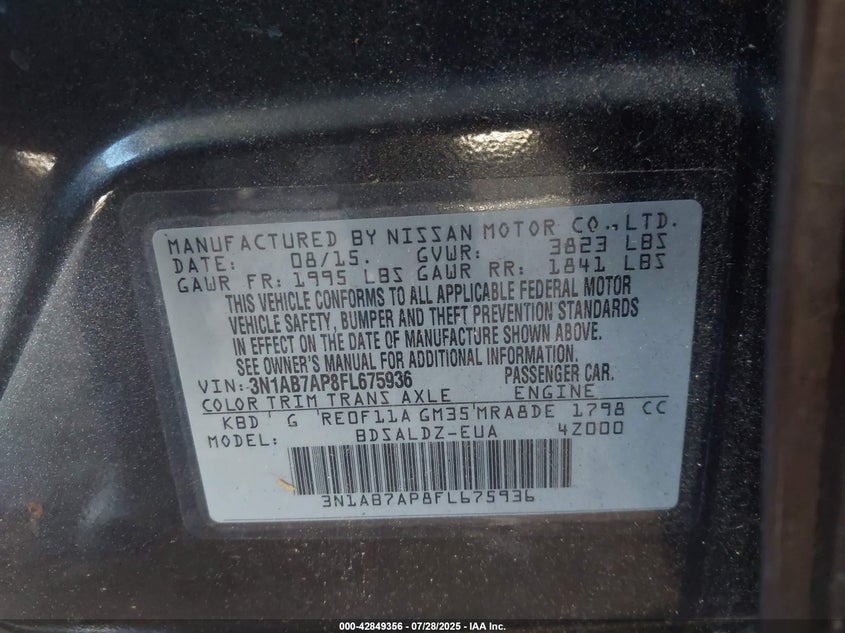 MANUFACTURED BY NISSAN MOTOR CO., LTD.
DATE: 08/15. GVWR: 3823 LBS
GAWR FR: 1995 LBS GAWR RR: 1841 LBS
THIS VEHICLE CONFORMS TO ALL APPLICABLE FEDERAL MOTOR
VEHICLE SAFETY, BUMPER AND THEFT PREVENTION STANDARDS
IN EFFECT ON THE DATE OF MANUFACTURE SHOWN ABOVE.
SEE OWNER'S MANUAL FOR ADDITIONAL INFORMATION.
VIN: 3N1AB7AP8FL675936 PASSENGER CAR.
COLOR TRIM TRANS AXLE ENGINE
KBD G RE0F11A GM35 MRA8DE 1798 CC
MODEL: BDSALDZ-EUA 4Z000
3N1AB7AP8FL675936
000-42849356 - 07/28/2025 - IAA Inc.